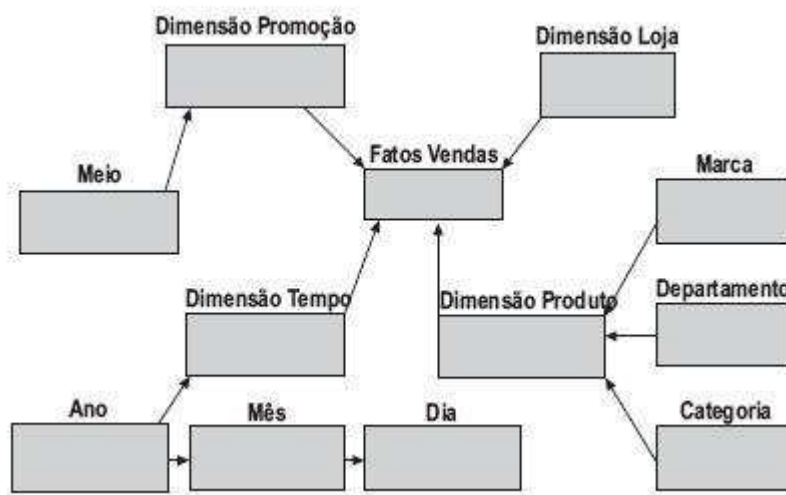 Dimensão Promoção
Dimensão Loja
Fatos Vendas
Meio
Marca
Dimensão Tempo
Dimensão Produto
Departamento
Ano
Mês
Dia
Categoria